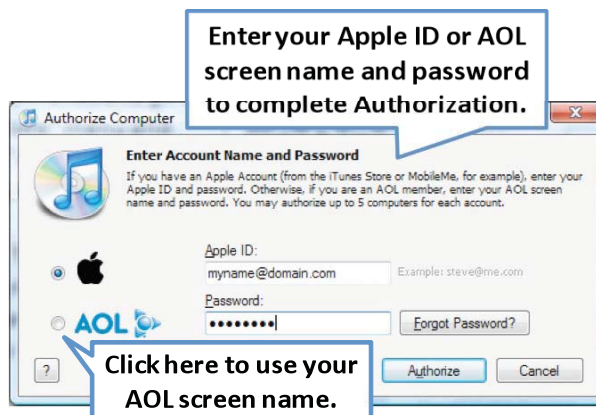 Enter your Apple ID or AOL
screen name and password
to complete Authorization.
Authorize Computer
Enter Account Name and Password
If you have an Apple Account (from the iTunes Store or MobileMe, for example), enter your
Apple ID and password. Otherwise, if you are an AOL member, enter your AOL screen
name and password. You may authorize up to 5 computers for each account.
Apple ID:
myname@domain.com Example: steve@me.com
Password:
AOL Forgot Password?
? Authorize Cancel
Click here to use your
AOL screen name.